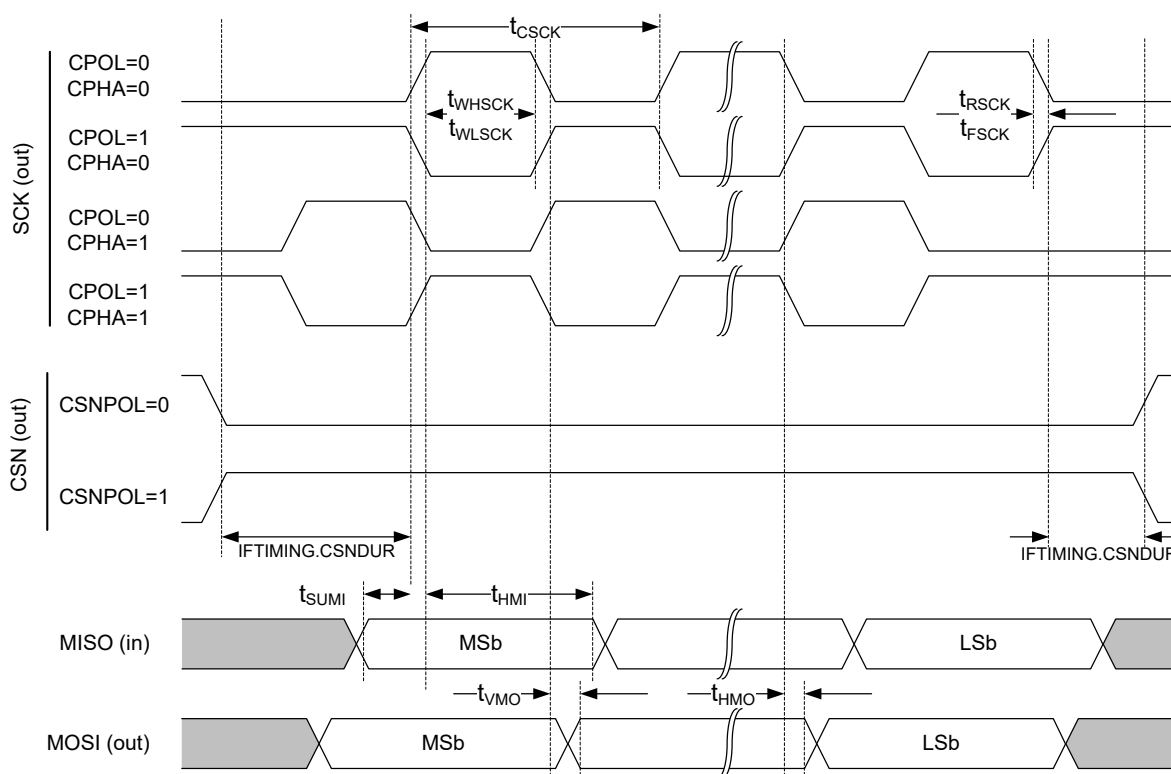 tCSCK
SCK (out)
CPOL=0
CPHA=0
tWHSCK
tWLSCK
tRSCK
tFSCK
CPOL=1
CPHA=0
CPOL=0
CPHA=1
CPOL=1
CPHA=1
CSN (out)
CSNPOL=0
CSNPOL=1
IFTIMING.CSNDUR
IFTIMING.CSNDUR
tSUMI
tHMI
MISO (in)
MSb
LSb
tVMO
tHMO
MOSI (out)
MSb
LSb